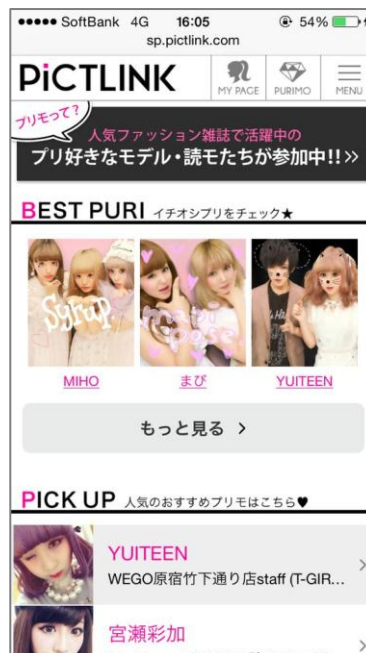 ●●●●● SoftBank 4G 16:05 54%
sp.pictlink.com
PiCTLINK
MY PAGE PURIMO MENU
プリモって?
人気ファッション雑誌で活躍中の
プリ好きなモデル・読モたちが参加中!!»
BEST PURI イチオシプリをチェック★
Syrup.
MIHO まぴ YUITEEN
もっと見る >
PICK UP 人気のおすすめプリモはこちら♥
YUITEEN
WEGO原宿竹下通り店staff (T-GIR...
宮瀬彩加